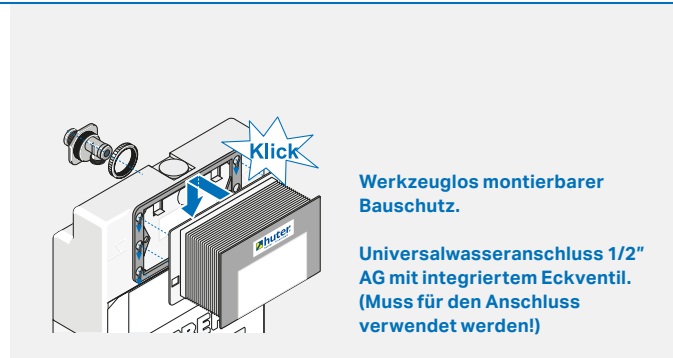 Klick
huter
Werkzeuglos montierbarer
Bauschutz.
Universalwasseranschluss 1/2”
AG mit integriertem Eckventil.
(Muss für den Anschluss
verwendet werden!)